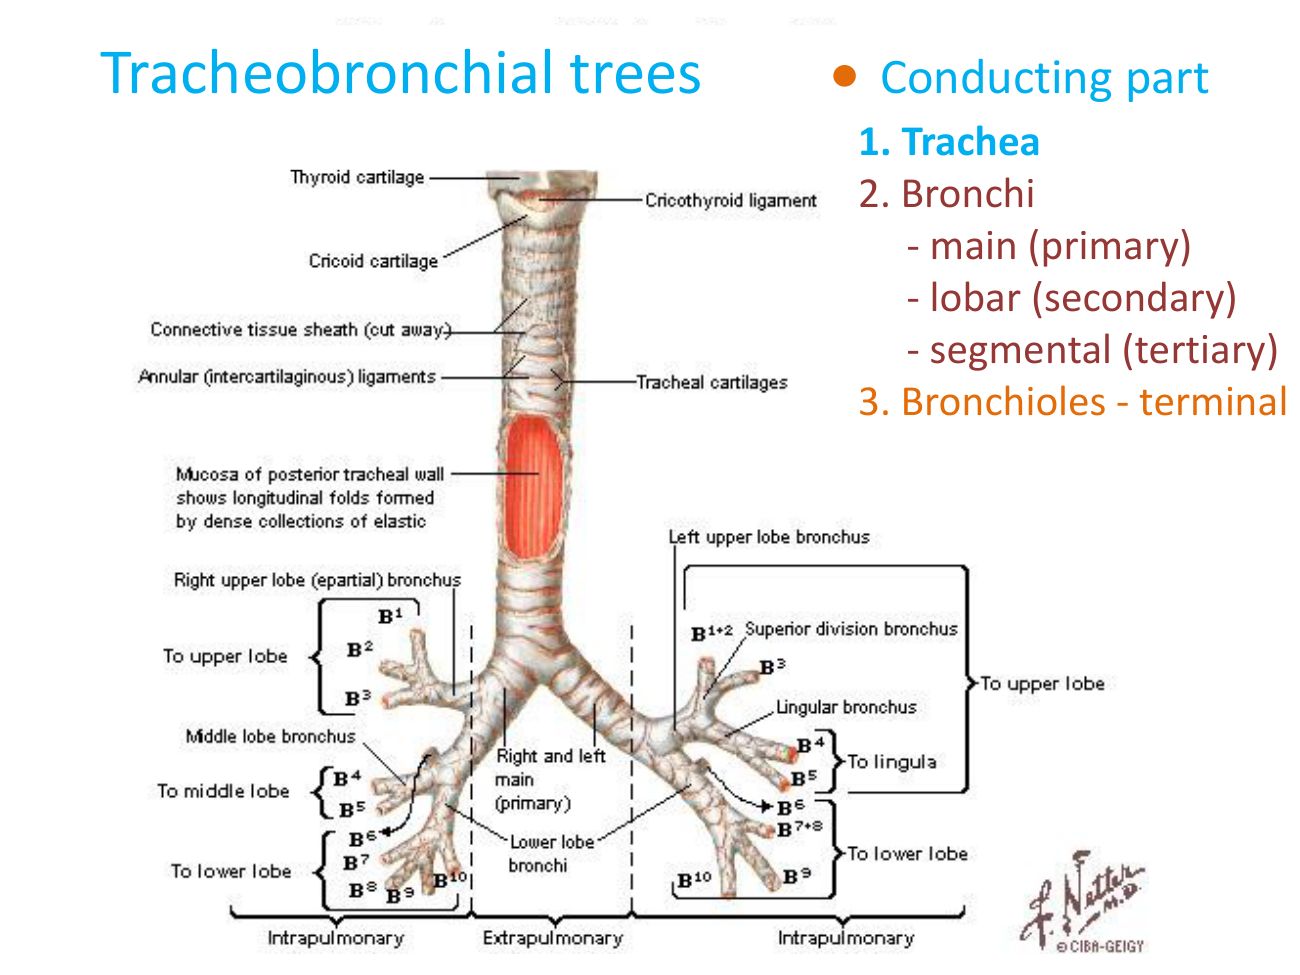 Tracheobronchial trees
• Conducting part
1. Trachea
2. Bronchi
- main (primary)
- lobar (secondary)
- segmental (tertiary)
3. Bronchioles - terminal
Thyroid cartilage
Cricothyroid ligament
Cricoid cartilage
Connective tissue sheath (cut away)
Annular (intercartilaginous) ligaments
Tracheal cartilages
Mucosa of posterior tracheal wall
shows longitudinal folds formed
by dense collections of elastic
Left upper lobe bronchus
Right upper lobe (epartial) bronchus
B1
B2
B3
To upper lobe
B1+2
Superior division bronchus
B3
To upper lobe
Lingular bronchus
Middle lobe bronchus
Right and left
main
(primary)
B4
B5
To lingula
B4
B5
To middle lobe
B6
B7
B8
B9
B10
To lower lobe
Lower lobe
bronchi
B6
B7+8
B9
B10
To lower lobe
Intrapulmonary
Extrapulmonary
Intrapulmonary
F. Netter
M.D.
© CIBA-GEIGY